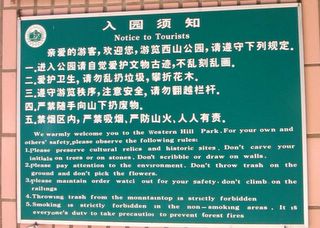 入园须知
Notice to Tourists
亲爱的游客，欢迎您，游览西山公园，请遵守下列规定。
一.进入公园请自觉爱护文物古迹，不乱刻乱画。
二.爱护卫生，请勿乱扔垃圾，攀折花木。
三.遵守游览秩序，注意安全，请勿翻越栏杆。
四.严禁随手向山下扔废物。
五.禁烟区内，严禁吸烟，严防山火，人人有责。
We warmly welcome you to the Western Hill Park. For your own and
others' safety,please observe the following rules:
1.Please preserve cultural relics and historic sites. Don't carve your
initials on trees or on stones. Don't scribble or draw on walls.
2.Please pay attention to the environment. Don't throw trash on the
ground and don't pick the flowers.
3.please maintain order watci out for your safety. don't climb on the
railings
4.Throwing trash from the monntantop is strictly forbidden
5.Smoking is strictly forbidden in the non-smoking areas. It is
everyone's duty to take precautios to prevent forest fires